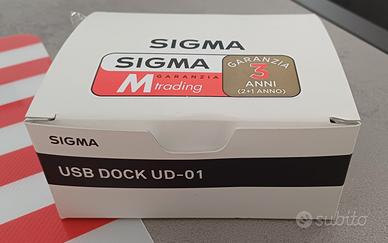 SIGMA
SIGMA
GARANZIA
M trading
GARANZIA
3
ANNI
(2+1 ANNO)
SIGMA
USB DOCK UD-01
subito